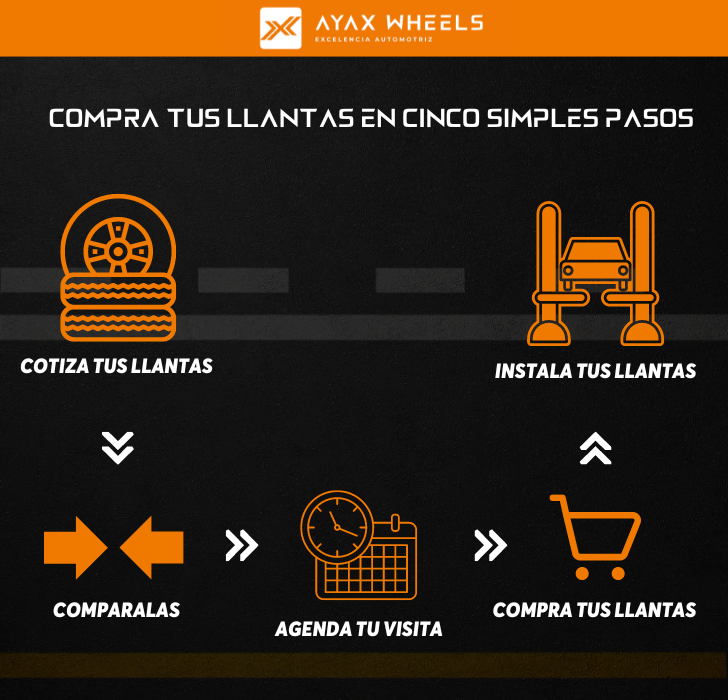 AYAX WHEELS
EXCELENCIA AUTOMOTRIZ
COMPRA TUS LLANTAS EN CINCO SIMPLES PASOS
COTIZA TUS LLANTAS
COMPARALAS
AGENDA TU VISITA
COMPRA TUS LLANTAS
INSTALA TUS LLANTAS